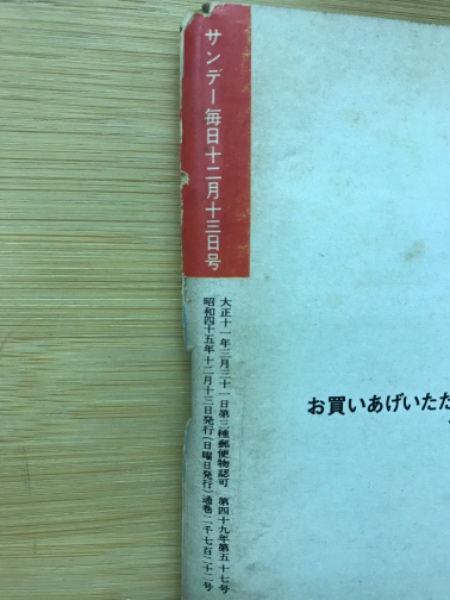 サンデー毎日十二月十三日号
大正十一年三月三十一日第三種郵便物認可 第四十九年第五十七号
昭和四十五年十二月十三日発行(日曜日発行)通巻二千七百二十二号
お買いあげいただ